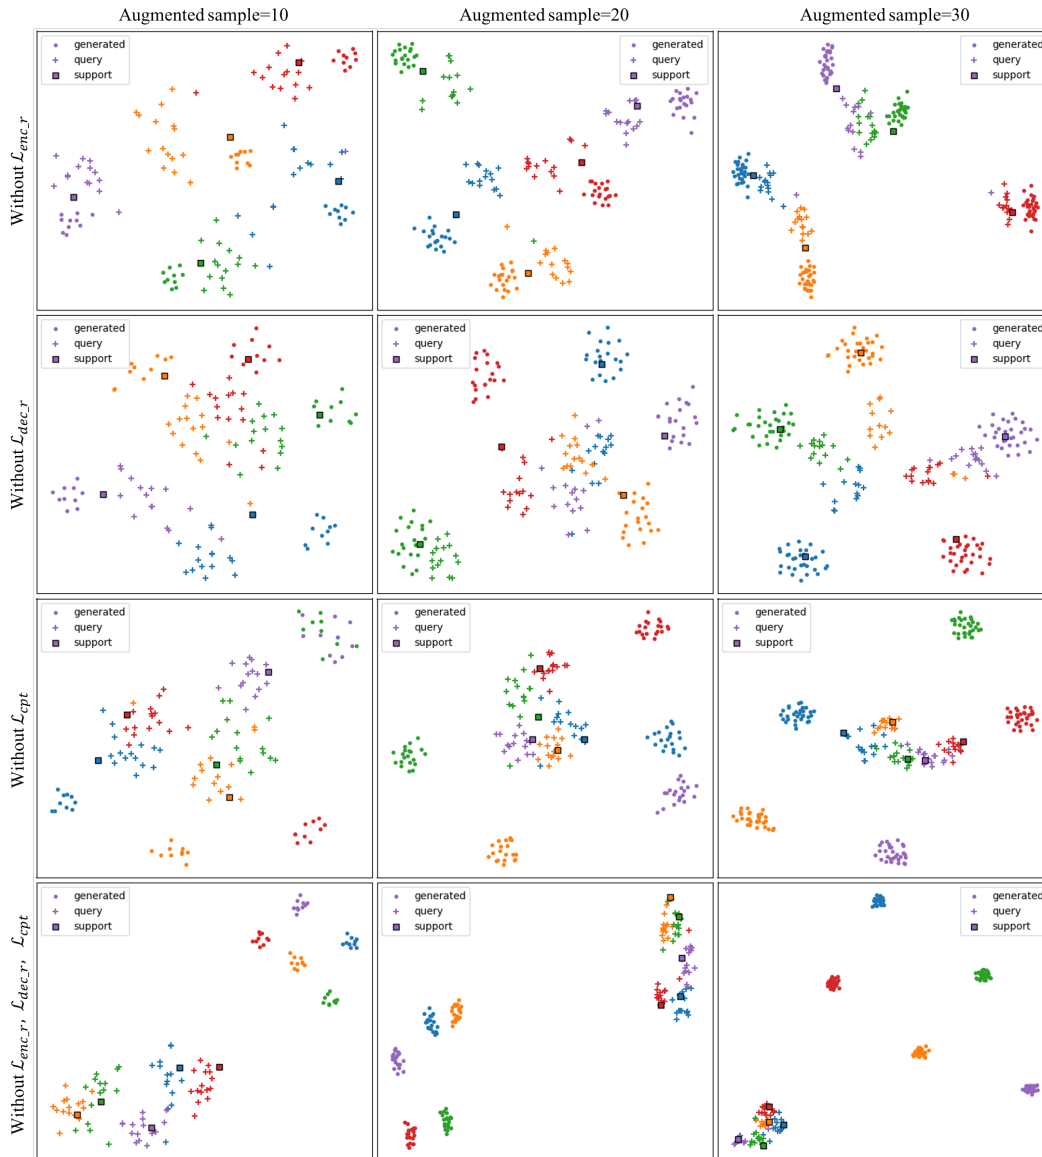 Augmented sample=10 Augmented sample=20 Augmented sample=30
Without ℒenc_r
generated
query
support
generated
query
support
generated
query
support
Without ℒdec_r
generated
query
support
generated
query
support
generated
query
support
Without ℒcpt
generated
query
support
generated
query
support
generated
query
support
Without ℒenc_r, ℒdec_r, ℒcpt
generated
query
support
generated
query
support
generated
query
support